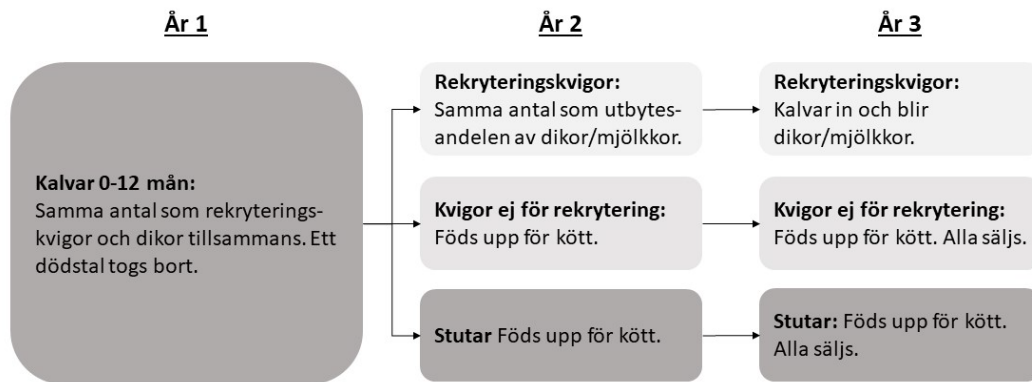 År 1
År 2
År 3
Kalvar 0-12 mån:
Samma antal som rekryterings-
kvigor och dikor tillsammans. Ett
dödstal togs bort.
Rekryteringskvigor:
Samma antal som utbytes-
andelen av dikor/mjölkkor.
Rekryteringskvigor:
Kalvar in och blir
dikor/mjölkkor.
Kvigor ej för rekrytering:
Föds upp för kött.
Kvigor ej för rekrytering:
Föds upp för kött. Alla säljs.
Stutar Föds upp för kött.
Stutar: Föds upp för kött.
Alla säljs.